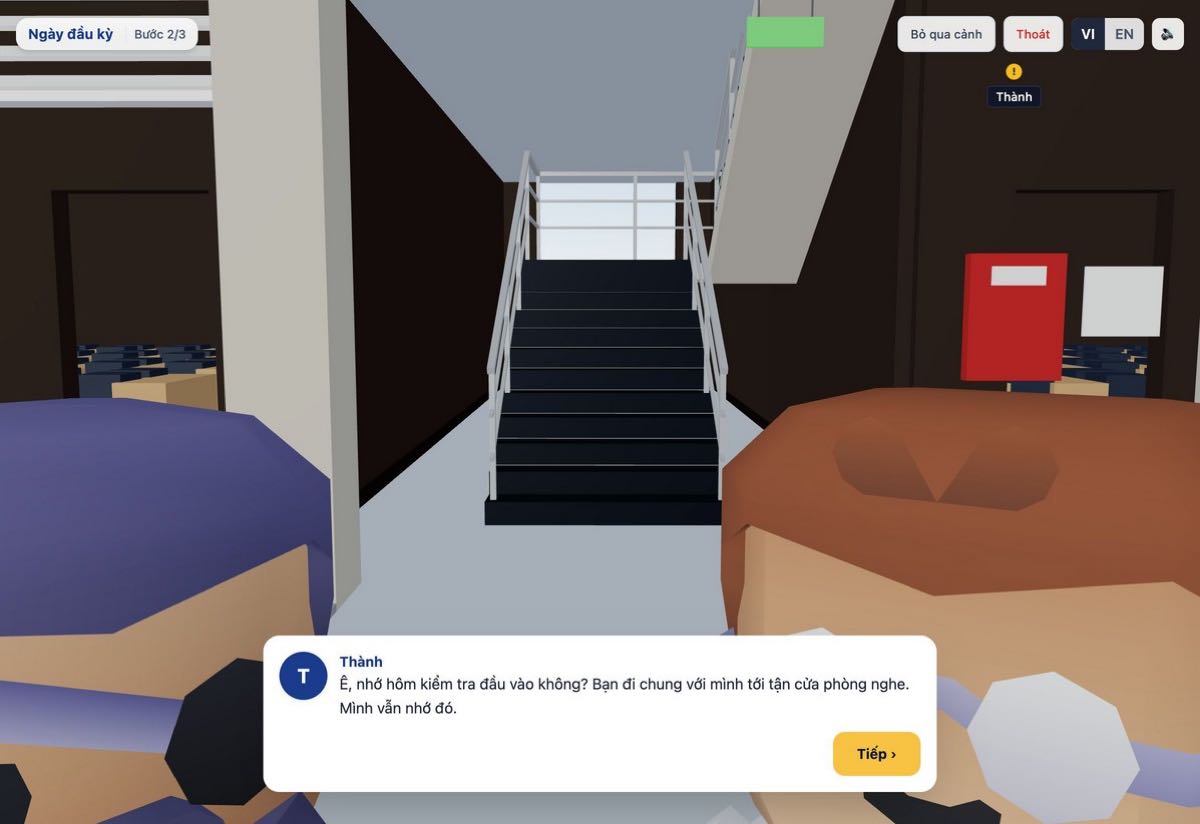 Ngày đầu kỳ
Bước 2/3
Bỏ qua cảnh
Thoát
VI
EN
!
Thành
T
Thành
Ê, nhớ hôm kiểm tra đầu vào không? Bạn đi chung với mình tới tận cửa phòng nghe.
Mình vẫn nhớ đó.
Tiếp ›